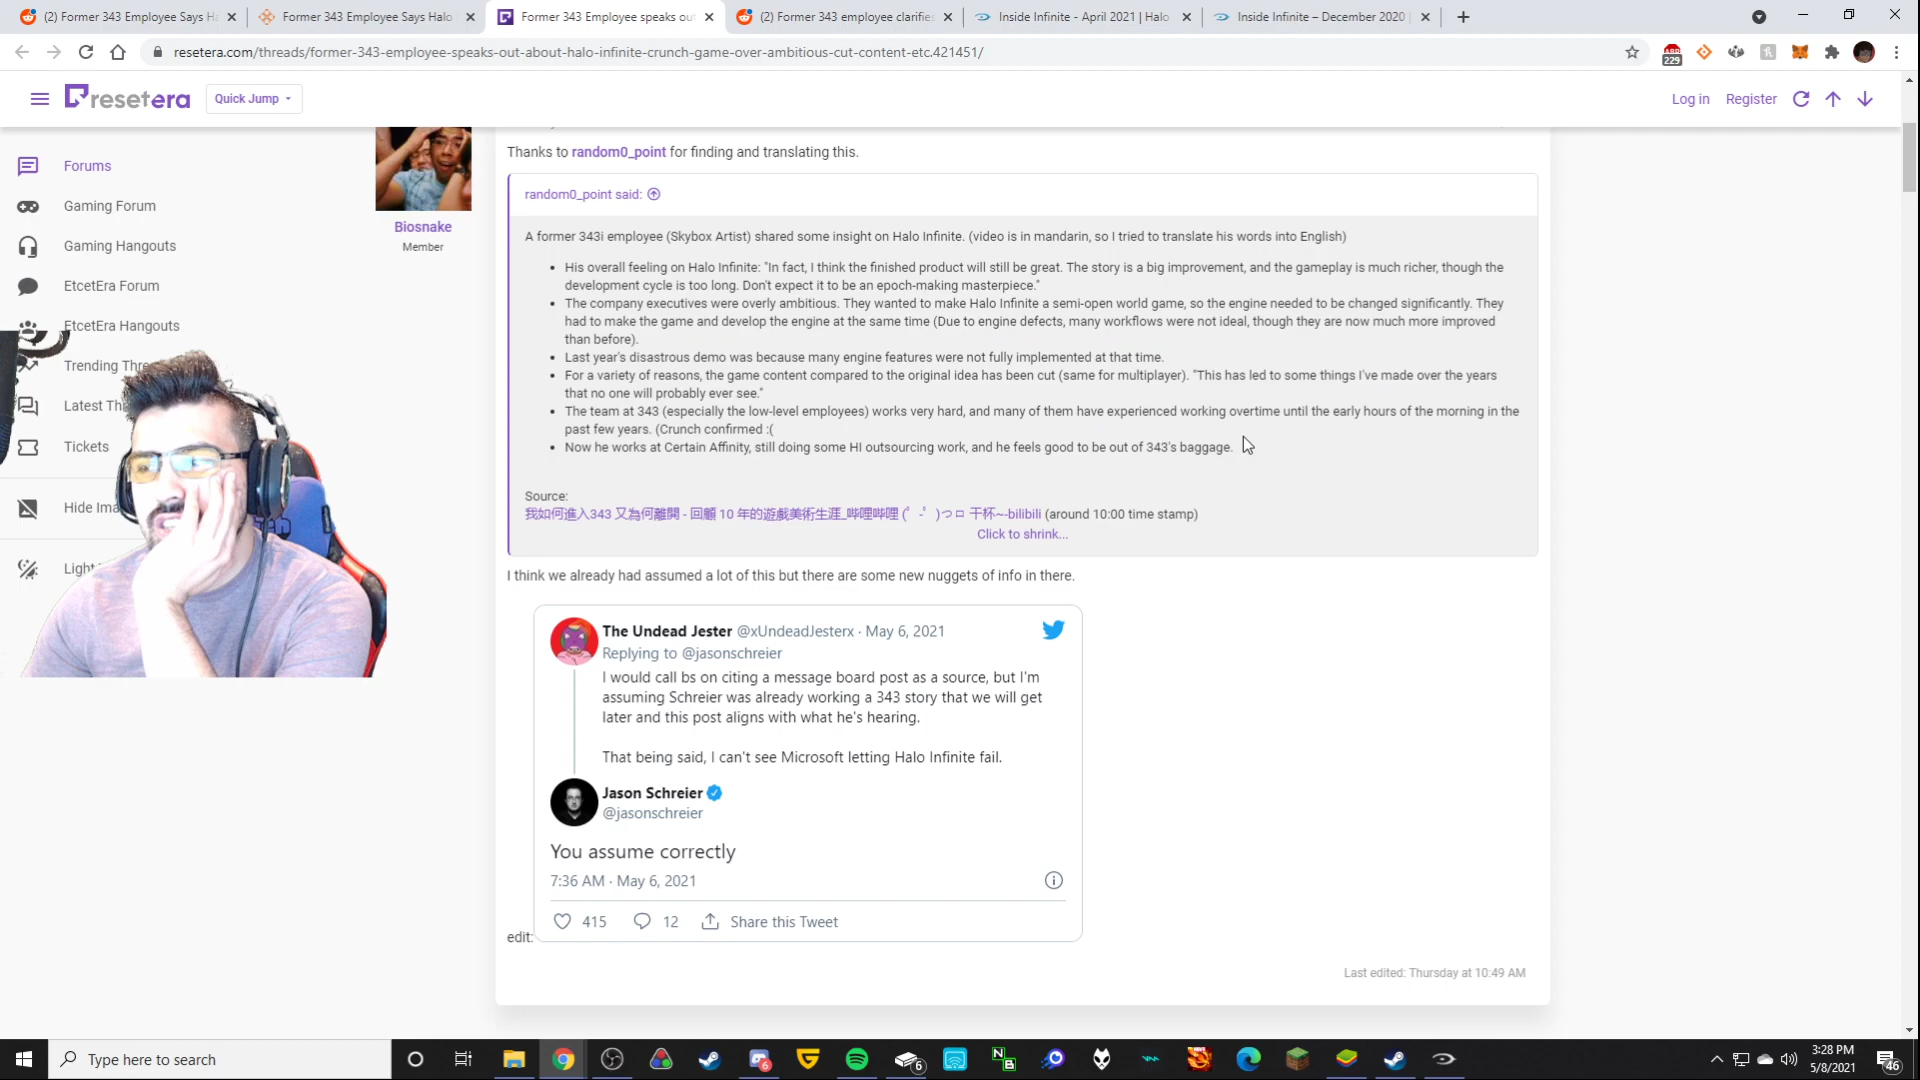 (2) Former 343 Employee Says Ha
Former 343 Employee Says Halo
Former 343 Employee speaks ou
(2) Former 343 employee clarifies
Inside Infinite - April 2021 | Halo
Inside Infinite – December 2020
resetera.com/threads/former-343-employee-speaks-out-about-halo-infinite-crunch-game-over-ambitious-cut-content-etc.421451/
229
resetera
Quick Jump
Log in
Register
Forums
Gaming Forum
Gaming Hangouts
EtcetEra Forum
EtcetEra Hangouts
Trending Thre
Latest Th
Tickets
Hide Ima
Light
Biosnake
Member
Thanks to random0_point for finding and translating this.
random0_point said:
A former 343i employee (Skybox Artist) shared some insight on Halo Infinite. (video is in mandarin, so I tried to translate his words into English)
• His overall feeling on Halo Infinite: "In fact, I think the finished product will still be great. The story is a big improvement, and the gameplay is much richer, though the
development cycle is too long. Don't expect it to be an epoch-making masterpiece."
• The company executives were overly ambitious. They wanted to make Halo Infinite a semi-open world game, so the engine needed to be changed significantly. They
had to make the game and develop the engine at the same time (Due to engine defects, many workflows were not ideal, though they are now much more improved
than before).
• Last year's disastrous demo was because many engine features were not fully implemented at that time.
• For a variety of reasons, the game content compared to the original idea has been cut (same for multiplayer). "This has led to some things I've made over the years
that no one will probably ever see."
• The team at 343 (especially the low-level employees) works very hard, and many of them have experienced working overtime until the early hours of the morning in the
past few years. (Crunch confirmed :(
• Now he works at Certain Affinity, still doing some HI outsourcing work, and he feels good to be out of 343's baggage.
Source:
我如何進入343 又為何離開 - 回顧 10 年的遊戲美術生涯_哔哩哔哩 (゜-゜)つロ 干杯~-bilibili (around 10:00 time stamp)
Click to shrink...
I think we already had assumed a lot of this but there are some new nuggets of info in there.
The Undead Jester @xUndeadJesterx · May 6, 2021
Replying to @jasonschreier
I would call bs on citing a message board post as a source, but I'm
assuming Schreier was already working a 343 story that we will get
later and this post aligns with what he's hearing.
That being said, I can't see Microsoft letting Halo Infinite fail.
Jason Schreier
@jasonschreier
You assume correctly
7:36 AM · May 6, 2021
415
12
Share this Tweet
edit:
Last edited: Thursday at 10:49 AM
Type here to search
6
6
N
B
3:28 PM
5/8/2021
46